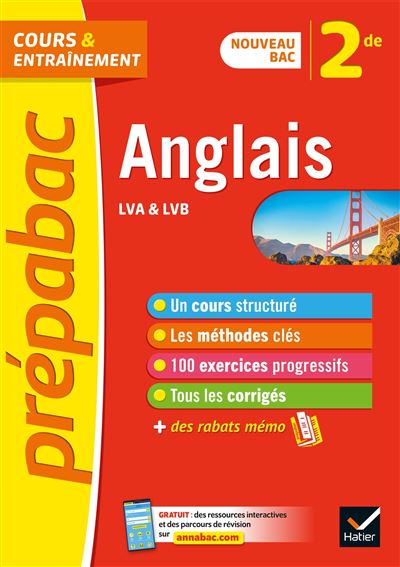 COURS &
ENTRAÎNEMENT
NOUVEAU
BAC
2de
prépabac
Anglais
LVA & LVB
Un cours structuré
Les méthodes clés
100 exercices progressifs
Tous les corrigés
+ des rabats mémo
GRATUIT : des ressources interactives
et des parcours de révision
sur annabac.com
Hatier